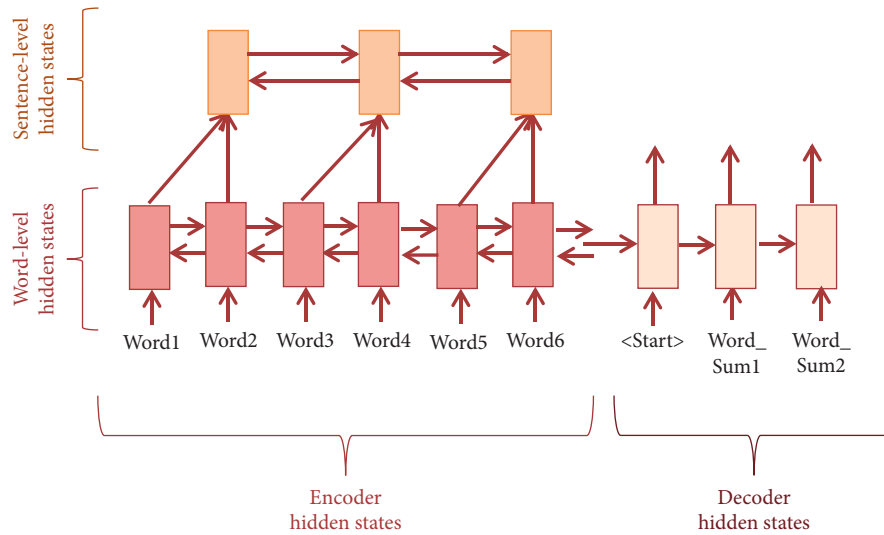 Sentence-level
hidden states
Word-level
hidden states
Word1 Word2 Word3 Word4 Word5 Word6 <Start> Word_ Word_
Sum1 Sum2
Encoder
hidden states
Decoder
hidden states